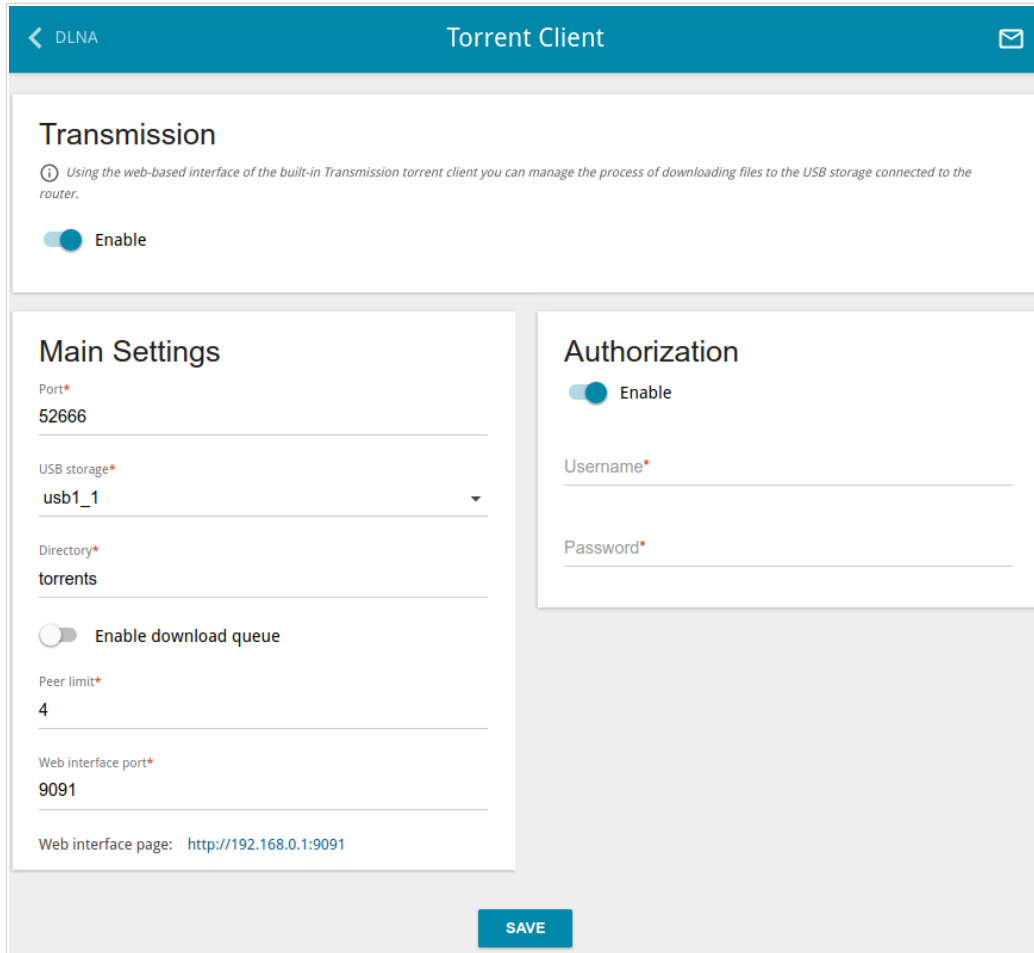 DLNA
Torrent Client
Transmission
Using the web-based interface of the built-in Transmission torrent client you can manage the process of downloading files to the USB storage connected to the
router.
Enable
Main Settings
Port*
52666
USB storage*
usb1_1
Directory*
torrents
Enable download queue
Peer limit*
4
Web interface port*
9091
Web interface page: http://192.168.0.1:9091
Authorization
Enable
Username*
Password*
SAVE